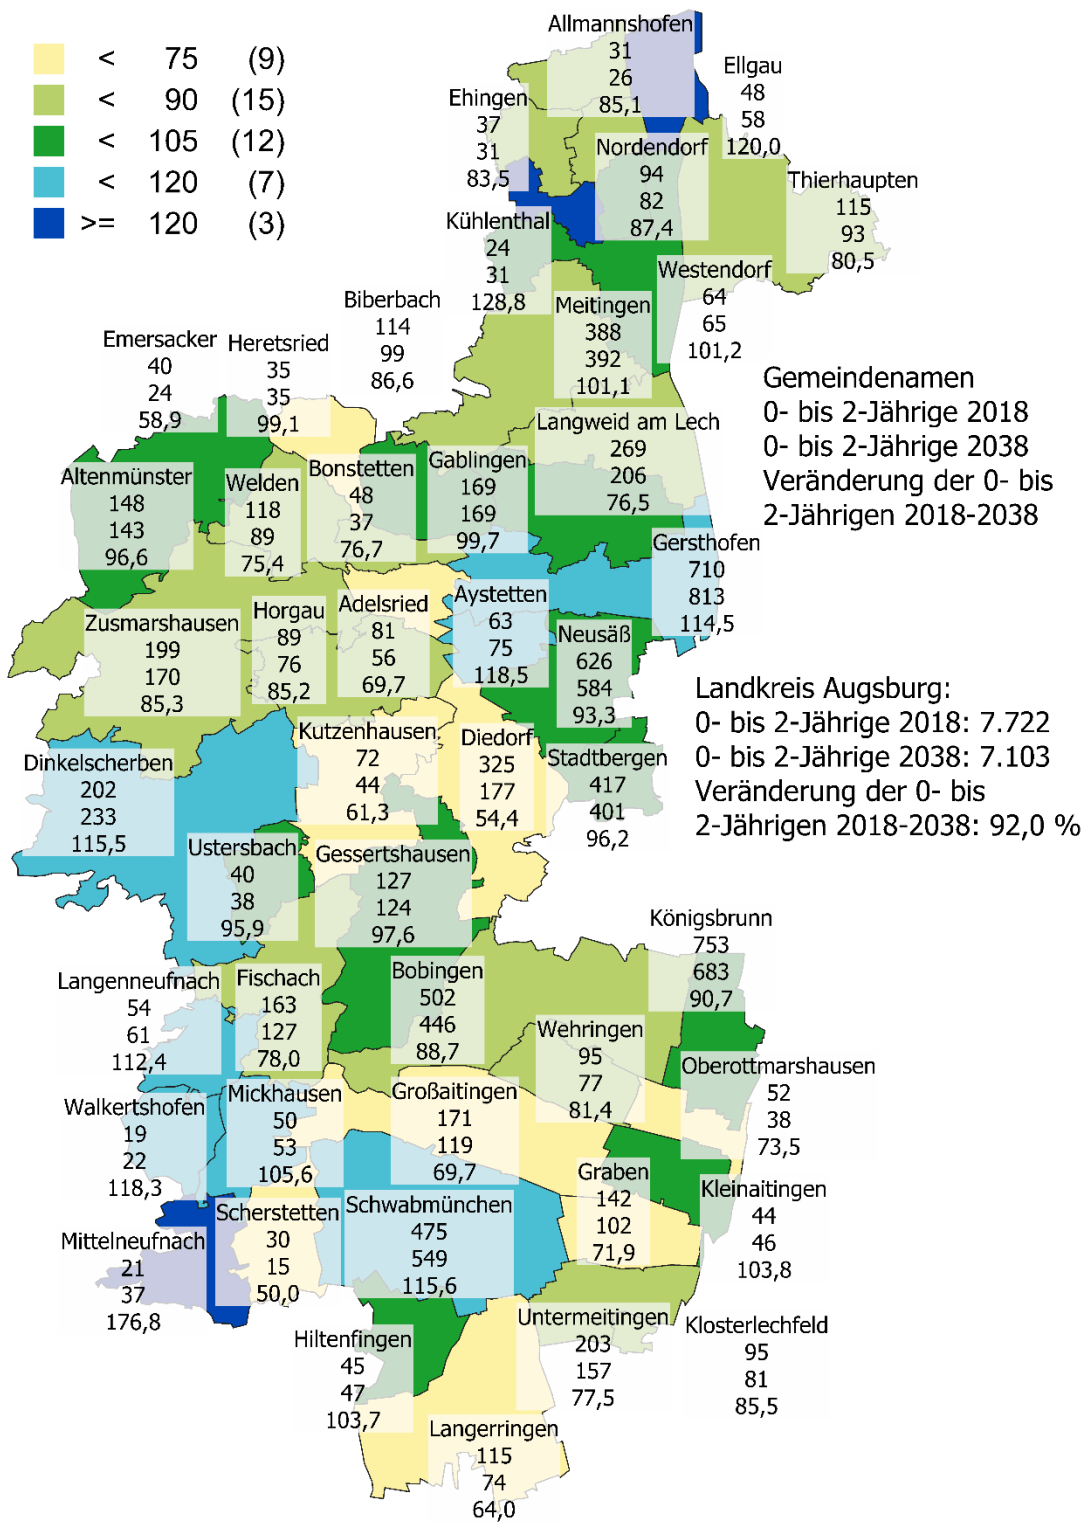 < 75 (9)
< 90 (15)
< 105 (12)
< 120 (7)
>= 120 (3)
Allmannshofen
31
26
85,1
Ellgau
48
58
120,0
Ehingen
37
31
83,5
Nordendorf
94
82
87,4
Thierhaupten
115
93
80,5
Kühlenthal
24
31
128,8
Westendorf
64
65
101,2
Biberbach
114
99
86,6
Meitingen
388
392
101,1
Emersacker
40
24
58,9
Heretsried
35
35
99,1
Gemeindenamen
0- bis 2-Jährige 2018
0- bis 2-Jährige 2038
Veränderung der 0- bis
2-Jährigen 2018-2038
Langweid am Lech
269
206
76,5
Altenmünster
148
143
96,6
Welden
118
89
75,4
Bonstetten
48
37
76,7
Gablingen
169
169
99,7
Gersthofen
710
813
114,5
Zusmarshausen
199
170
85,3
Horgau
89
76
85,2
Adelsried
81
56
69,7
Aystetten
63
75
118,5
Neusäß
626
584
93,3
Landkreis Augsburg:
0- bis 2-Jährige 2018: 7.722
0- bis 2-Jährige 2038: 7.103
Veränderung der 0- bis
2-Jährigen 2018-2038: 92,0 %
Dinkelscherben
202
233
115,5
Kutzenhausen
72
44
61,3
Diedorf
325
177
54,4
Stadtbergen
417
401
96,2
Ustersbach
40
38
95,9
Gessertshausen
127
124
97,6
Königsbrunn
753
683
90,7
Langenneufnach
54
61
112,4
Fischach
163
127
78,0
Bobingen
502
446
88,7
Wehringen
95
77
81,4
Oberottmarshausen
52
38
73,5
Walkertshofen
19
22
118,3
Mickhausen
50
53
105,6
Großaitingen
171
119
69,7
Graben
142
102
71,9
Kleinaitingen
44
46
103,8
Mittelneufnach
21
37
176,8
Scherstetten
30
15
50,0
Schwabmünchen
475
549
115,6
Hiltenfingen
45
47
103,7
Untermeitingen
203
157
77,5
Klosterlechfeld
95
81
85,5
Langerringen
115
74
64,0